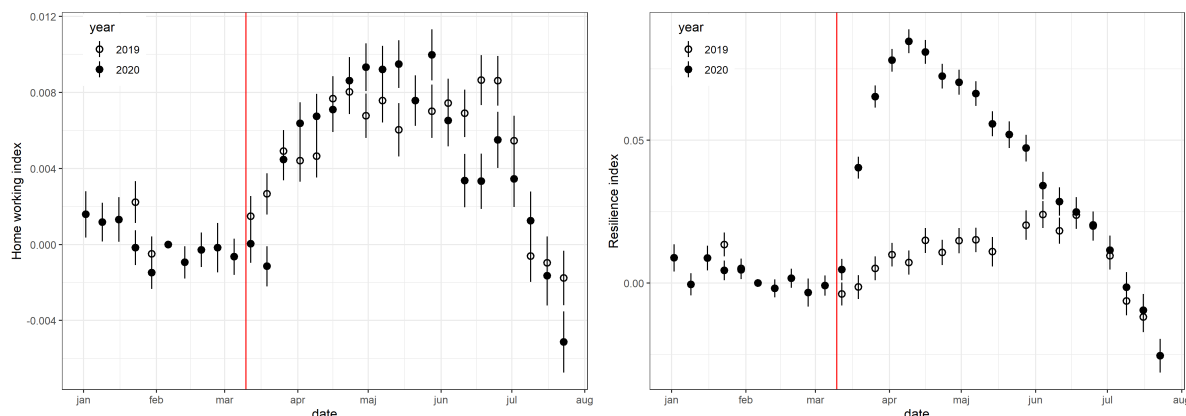 year
2019
2020
Home working index
0.012
0.008
0.004
0.000
-0.004
jan feb mar apr maj jun jul aug
date
year
2019
2020
Resilience index
0.05
0.00
jan feb mar apr maj jun jul aug
date